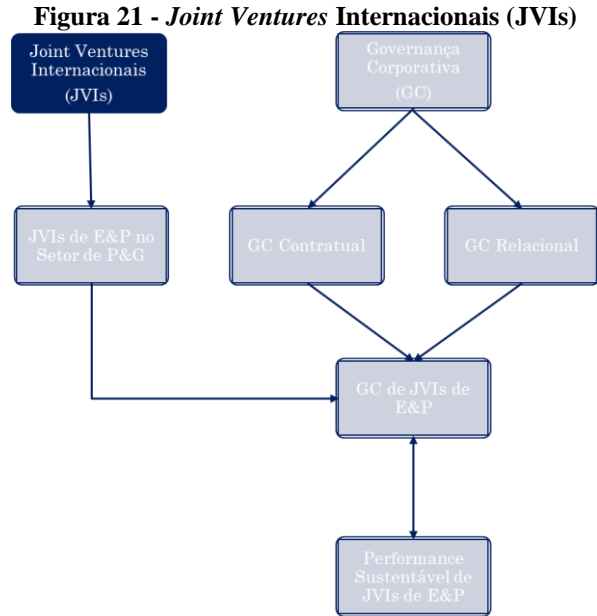 Figura 21 - Joint Ventures Internacionais (JVIs)
Joint Ventures
Internacionais
(JVIs)
Governança
Corporativa
(GC)
JVIs de E&P no
Setor de P&G
GC Contratual
GC Relacional
GC de JVIs de
E&P
Performance
Sustentável de
JVIs de E&P